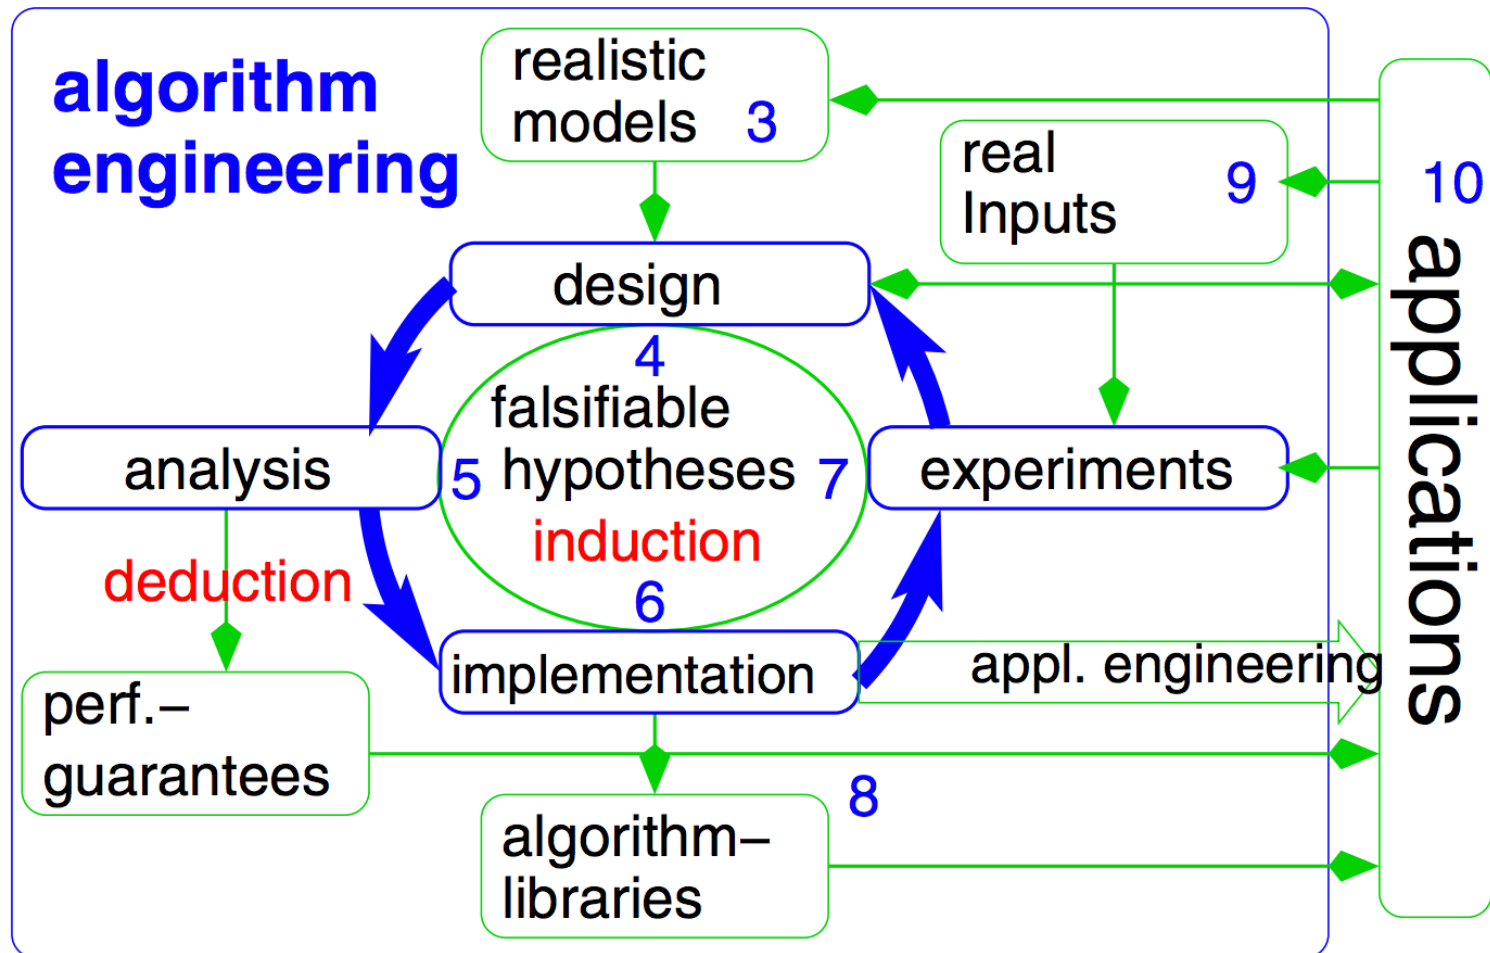 algorithm
engineering
realistic
models 3
real
Inputs 9
10
applications
design
4
falsifiable
hypotheses
5
7
induction
6
analysis
experiments
deduction
implementation
appl. engineering
perf.–
guarantees
8
algorithm–
libraries